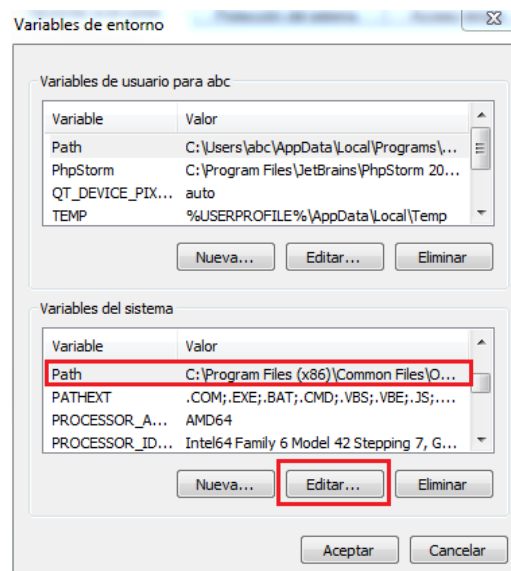 Variables de entorno
Variables de usuario para abc
Variable Valor
Path C:\Users\abc\AppData\Local\Programs\...
PhpStorm C:\Program Files\JetBrains\PhpStorm 20...
QT_DEVICE_PIX... auto
TEMP %USERPROFILE%\AppData\Local\Temp
Nueva... Editar... Eliminar
Variables del sistema
Variable Valor
Path C:\Program Files (x86)\Common Files\O...
PATHEXT .COM;.EXE;.BAT;.CMD;.VBS;.VBE;.JS;....
PROCESSOR_A... AMD64
PROCESSOR_ID... Intel64 Family 6 Model 42 Stepping 7, G...
Nueva... Editar... Eliminar
Aceptar Cancelar